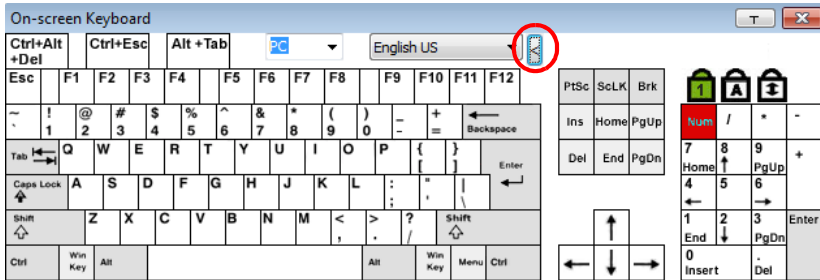 On-screen Keyboard T X
Ctrl+Alt +Del Ctrl+Esc Alt +Tab PC English US <
Esc F1 F2 F3 F4 F5 F6 F7 F8 F9 F10 F11 F12 PtSc ScLK Brk 1 A
~ ` ! 1 @ 2 # 3 $ 4 % 5 ^ 6 & 7 * 8 ( 9 ) 0 _ - + = Backspace Ins Home PgUp Num / * -
Tab Q W E R T Y U I O P { [ } ] Enter Del End PgDn 7 Home 8 ↑ 9 PgUp +
Caps Lock A S D F G H J K L : ; " ' | \ 4 ← 5 6 →
Shift Z X C V B N M < , > . ? / Shift ↑ 1 End 2 ↓ 3 PgDn Enter
Ctrl Win Key Alt Alt Win Key Menu Ctrl ← ↓ → 0 Insert . Del